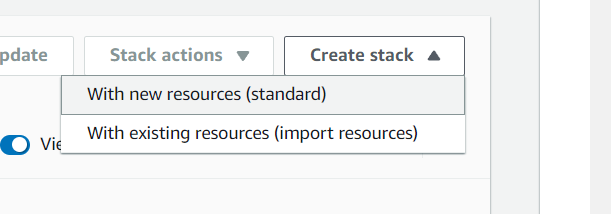 pdate
Stack actions
Create stack
With new resources (standard)
With existing resources (import resources)
Vie